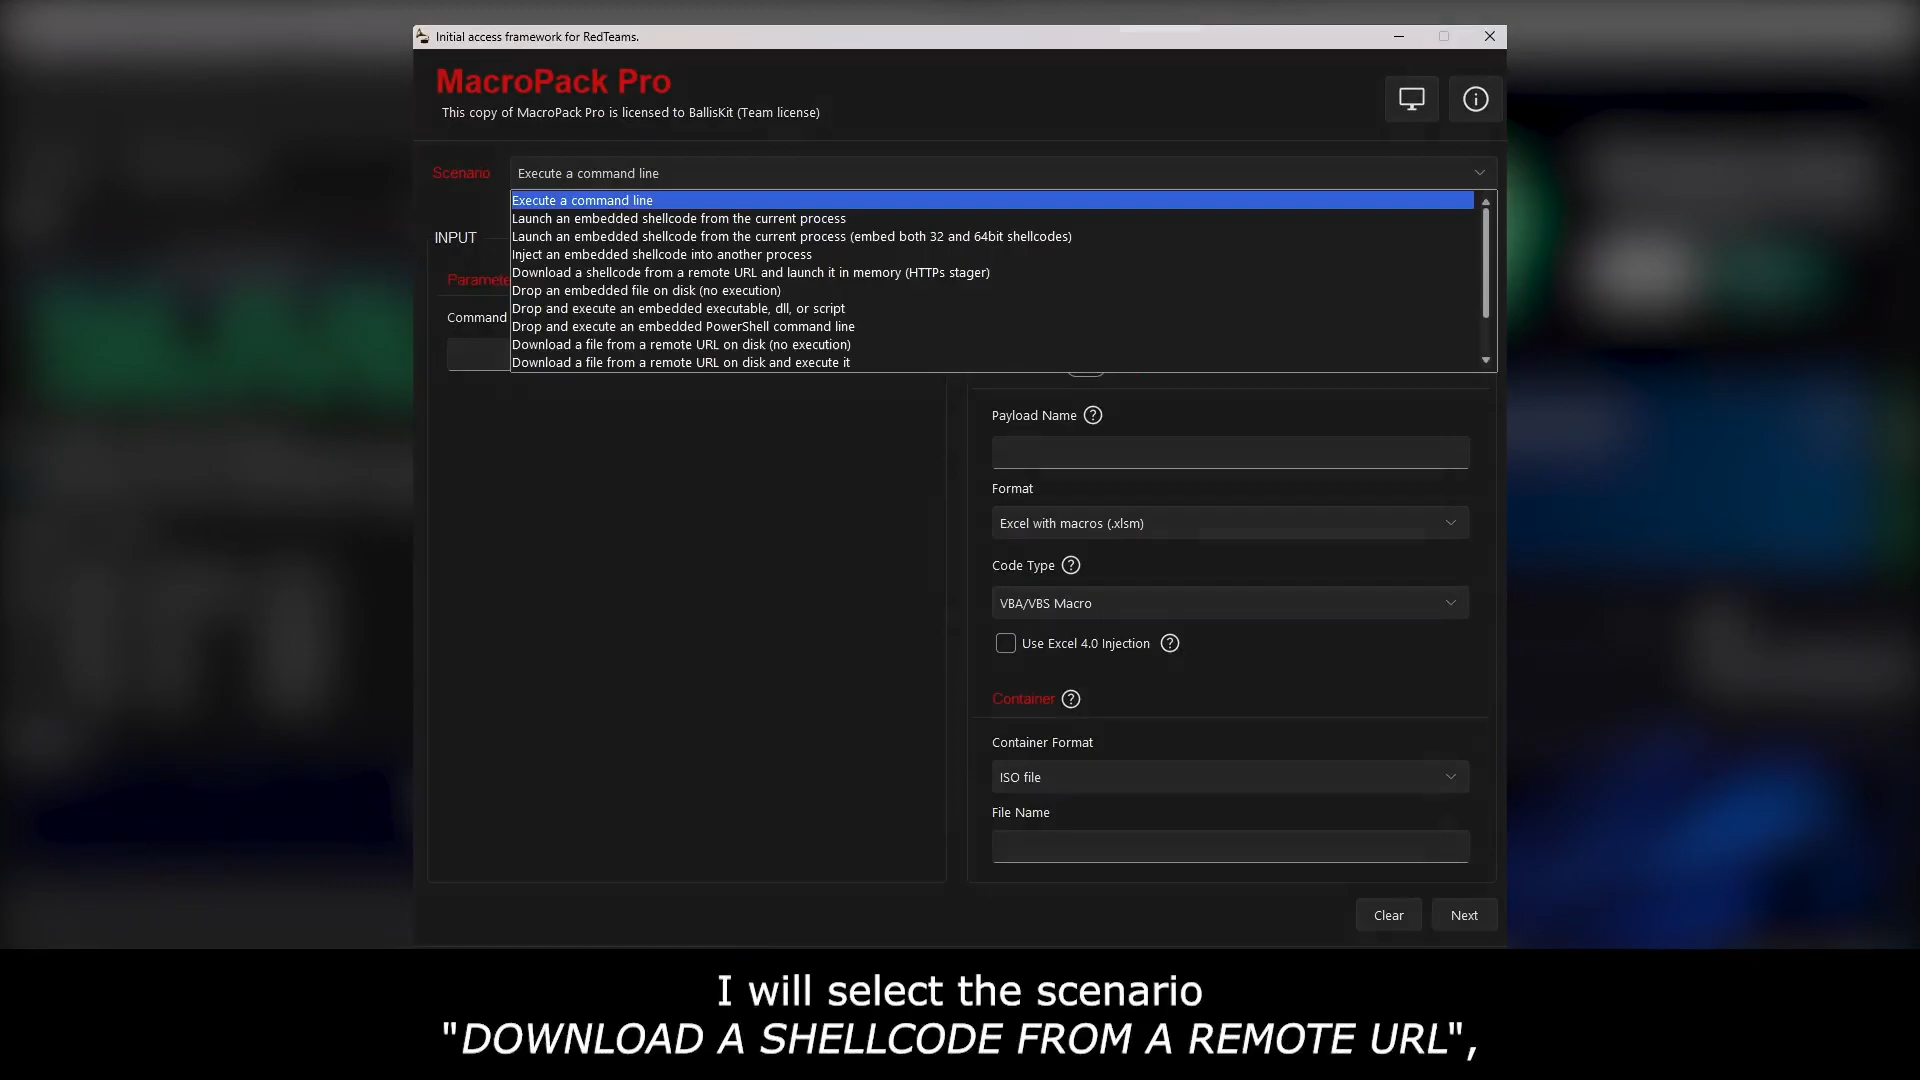 Initial access framework for RedTeams.
MacroPack Pro
This copy of MacroPack Pro is licensed to BallisKit (Team license)
Scenario
Execute a command line
Execute a command line
Launch an embedded shellcode from the current process
Launch an embedded shellcode from the current process (embed both 32 and 64bit shellcodes)
Inject an embedded shellcode into another process
Download a shellcode from a remote URL and launch it in memory (HTTPs stager)
Drop an embedded file on disk (no execution)
Drop and execute an embedded executable, dll, or script
Drop and execute an embedded PowerShell command line
Download a file from a remote URL on disk (no execution)
Download a file from a remote URL on disk and execute it
INPUT
Paramete
Command
Payload Name ?
Format
Excel with macros (.xlsm)
Code Type ?
VBA/VBS Macro
Use Excel 4.0 Injection ?
Container ?
Container Format
ISO file
File Name
Clear
Next
I will select the scenario
"DOWNLOAD A SHELLCODE FROM A REMOTE URL",